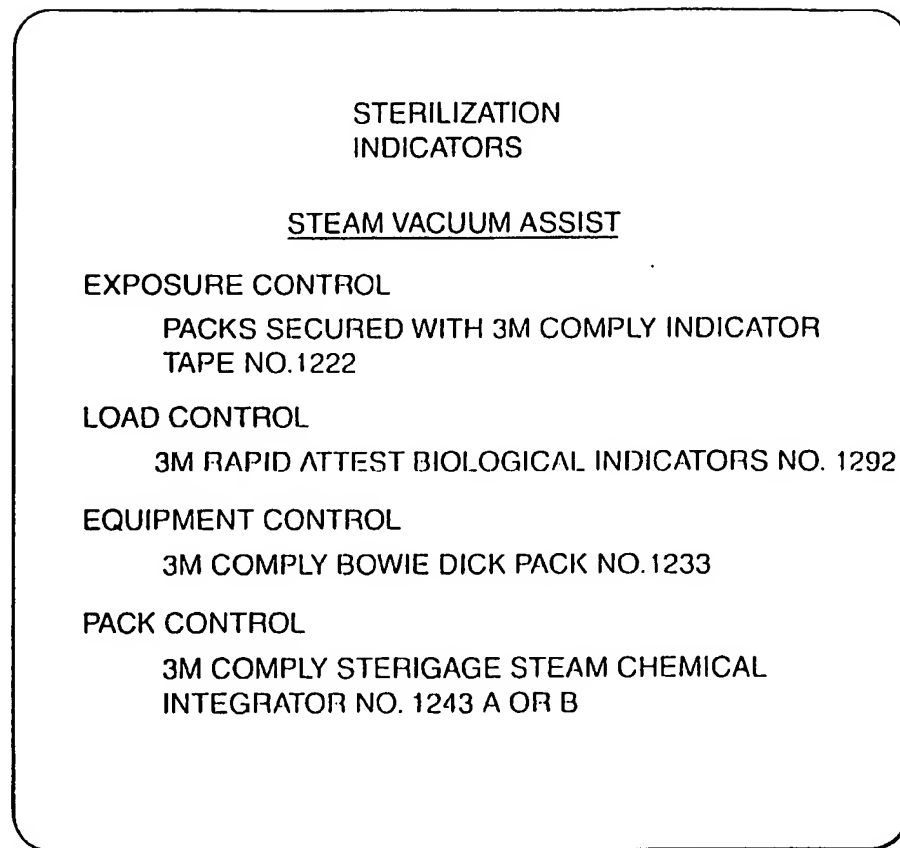 STERILIZATION
INDICATORS
STEAM VACUUM ASSIST
EXPOSURE CONTROL
PACKS SECURED WITH 3M COMPLY INDICATOR
TAPE NO.1222
LOAD CONTROL
3M RAPID ATTEST BIOLOGICAL INDICATORS NO. 1292
EQUIPMENT CONTROL
3M COMPLY BOWIE DICK PACK NO.1233
PACK CONTROL
3M COMPLY STERIGAGE STEAM CHEMICAL
INTEGRATOR NO. 1243 A OR B